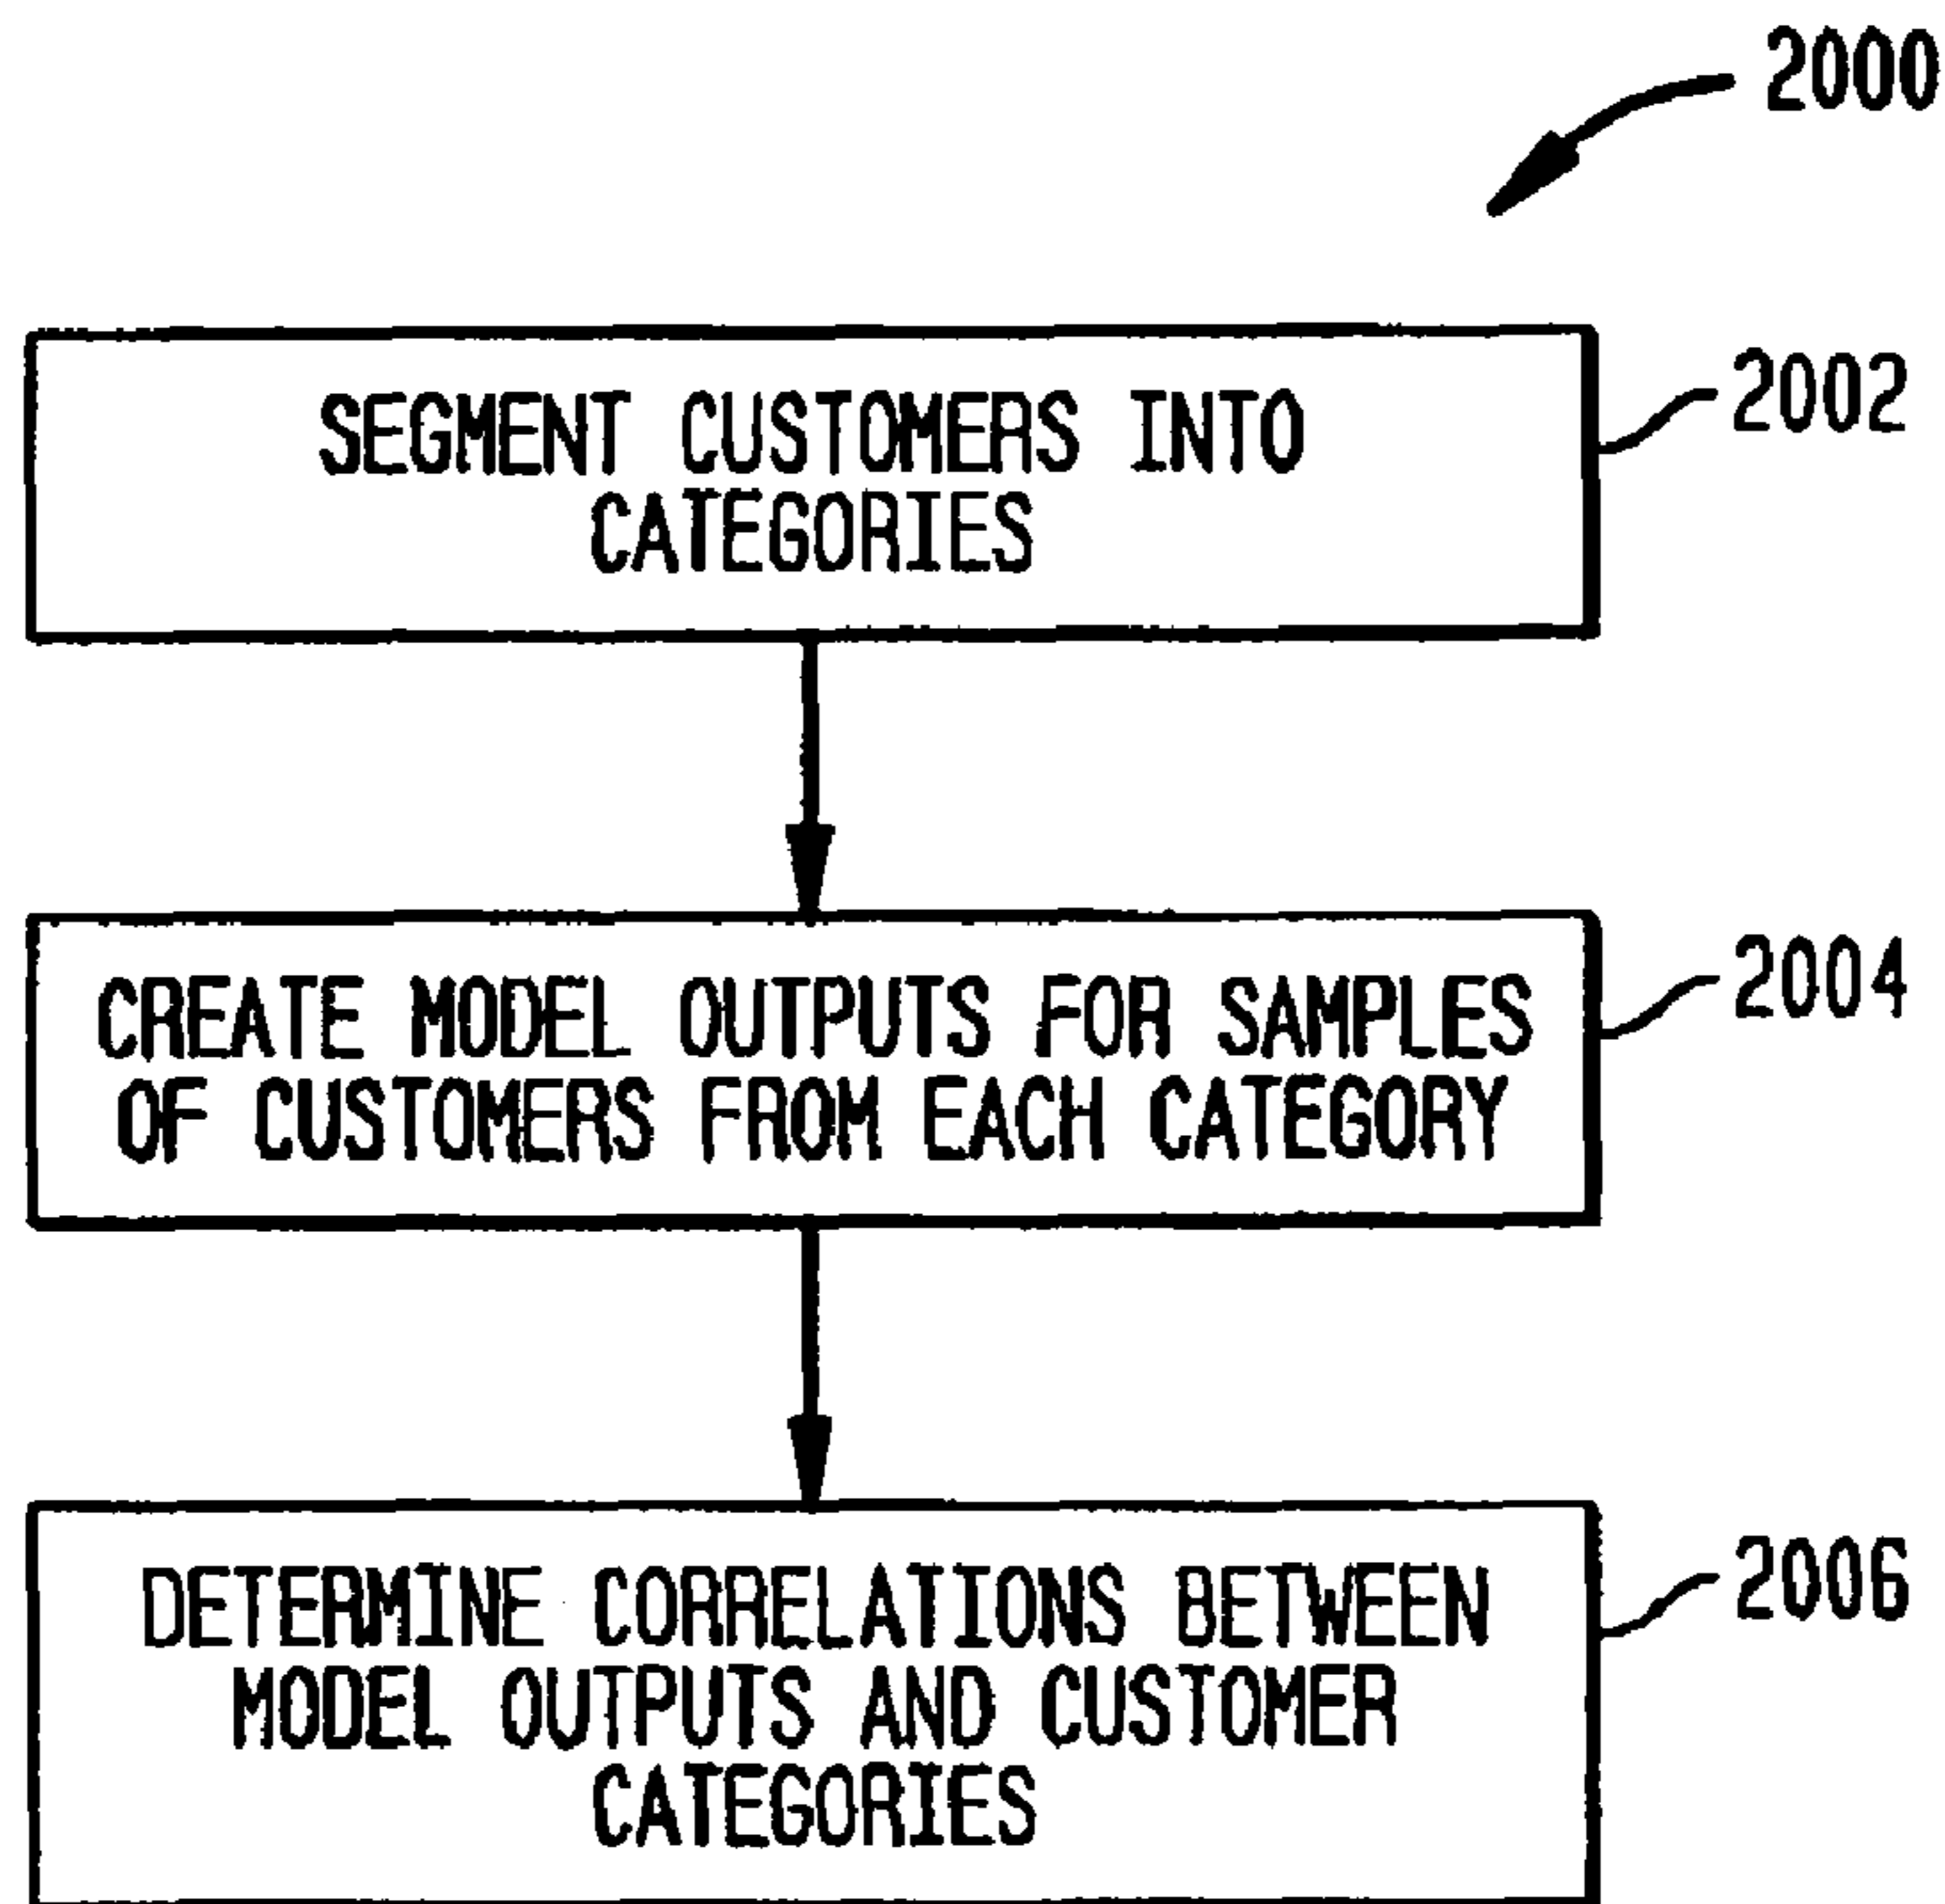 2000
SEGMENT CUSTOMERS INTO
CATEGORIES
2002
CREATE MODEL OUTPUTS FOR SAMPLES
OF CUSTOMERS FROM EACH CATEGORY
2004
DETERMINE CORRELATIONS BETWEEN
MODEL OUTPUTS AND CUSTOMER
CATEGORIES
2006